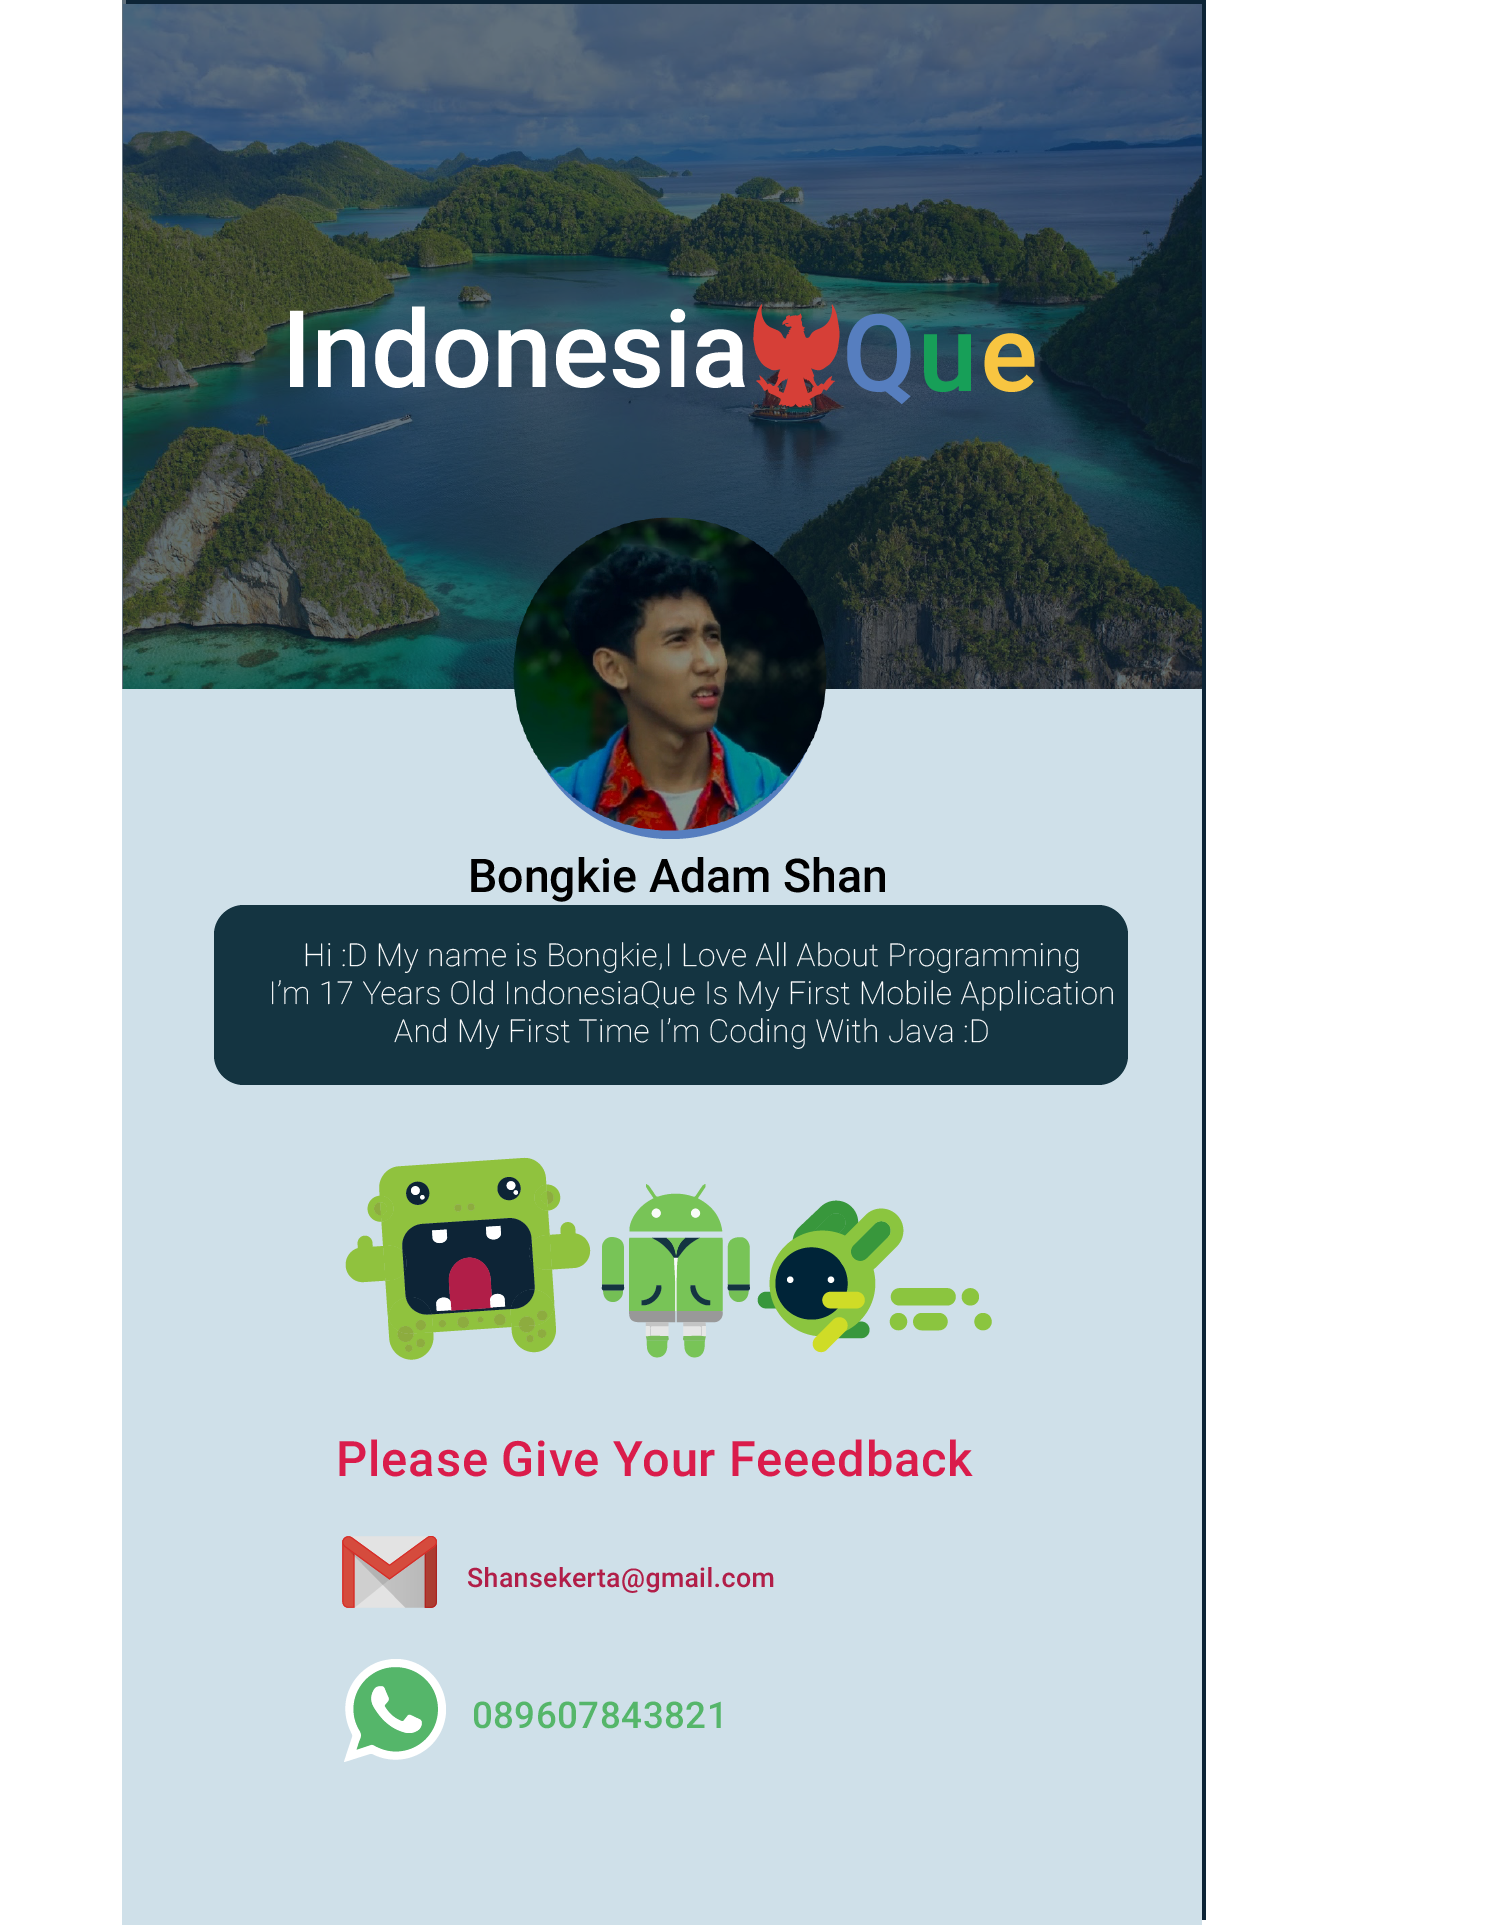 IndonesiaQue
Bongkie Adam Shan
Hi :D My name is Bongkie,I Love All About Programming
I'm 17 Years Old IndonesiaQue Is My First Mobile Application
And My First Time I'm Coding With Java :D
Please Give Your Feeedback
Shansekerta@gmail.com
089607843821